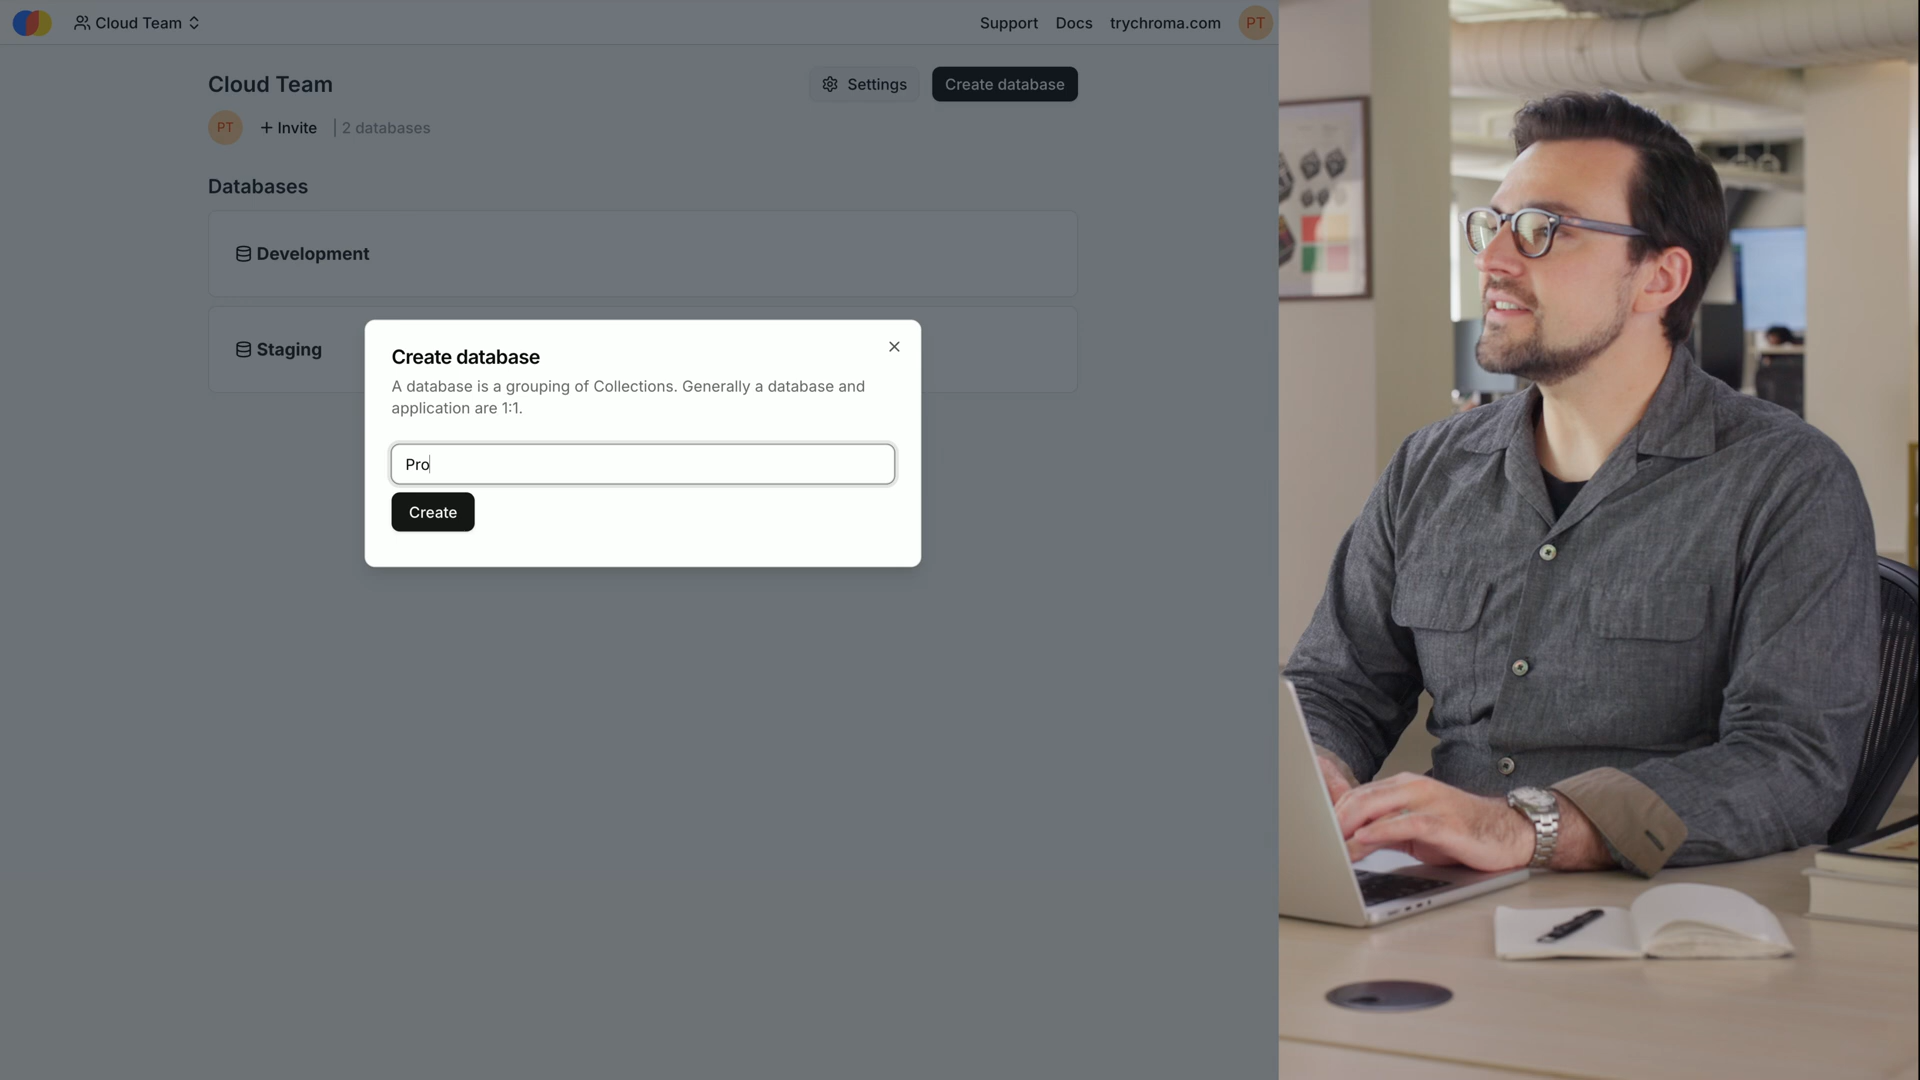 Cloud Team
Support
Docs
trychroma.com
PT
Cloud Team
Settings
Create database
PT
+ Invite
2 databases
Databases
Development
Staging
Create database
A database is a grouping of Collections. Generally a database and
application are 1:1.
Pro
Create